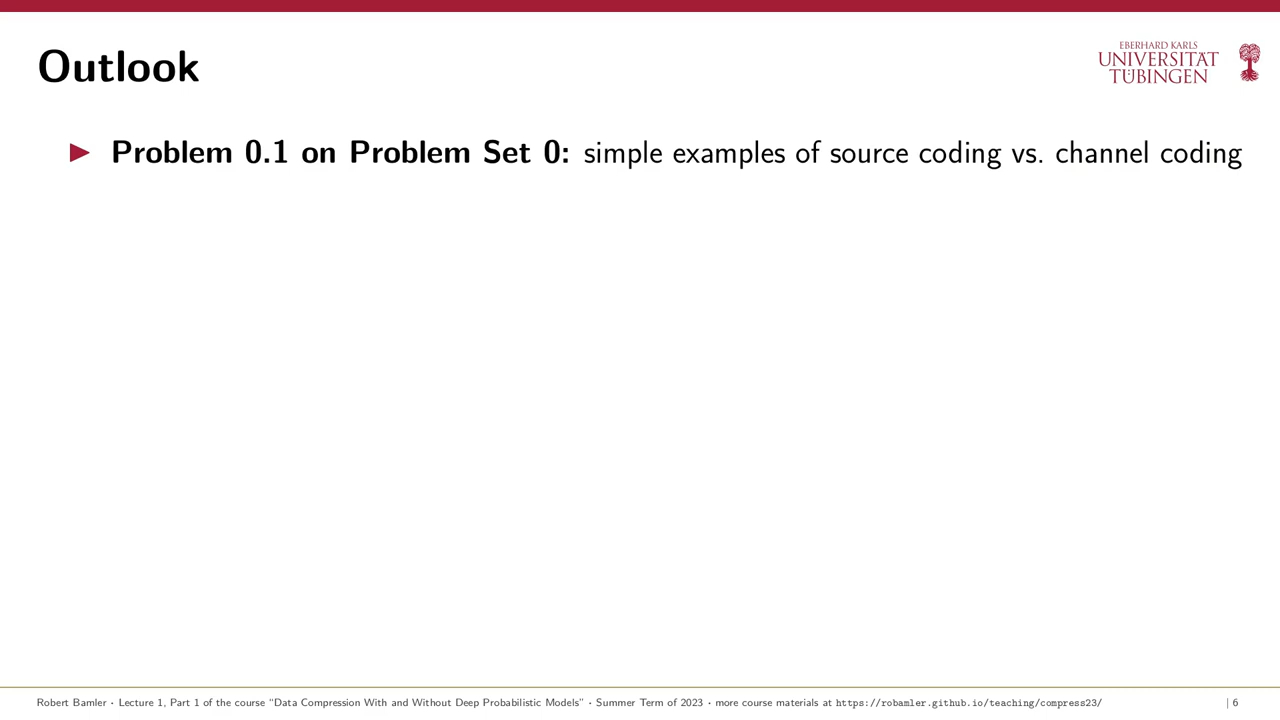 Outlook
EBERHARD KARLS
UNIVERSITÄT
TÜBINGEN
▶ Problem 0.1 on Problem Set 0: simple examples of source coding vs. channel coding
Robert Bamler · Lecture 1, Part 1 of the course “Data Compression With and Without Deep Probabilistic Models” · Summer Term of 2023 · more course materials at https://robamler.github.io/teaching/compress23/ | 6